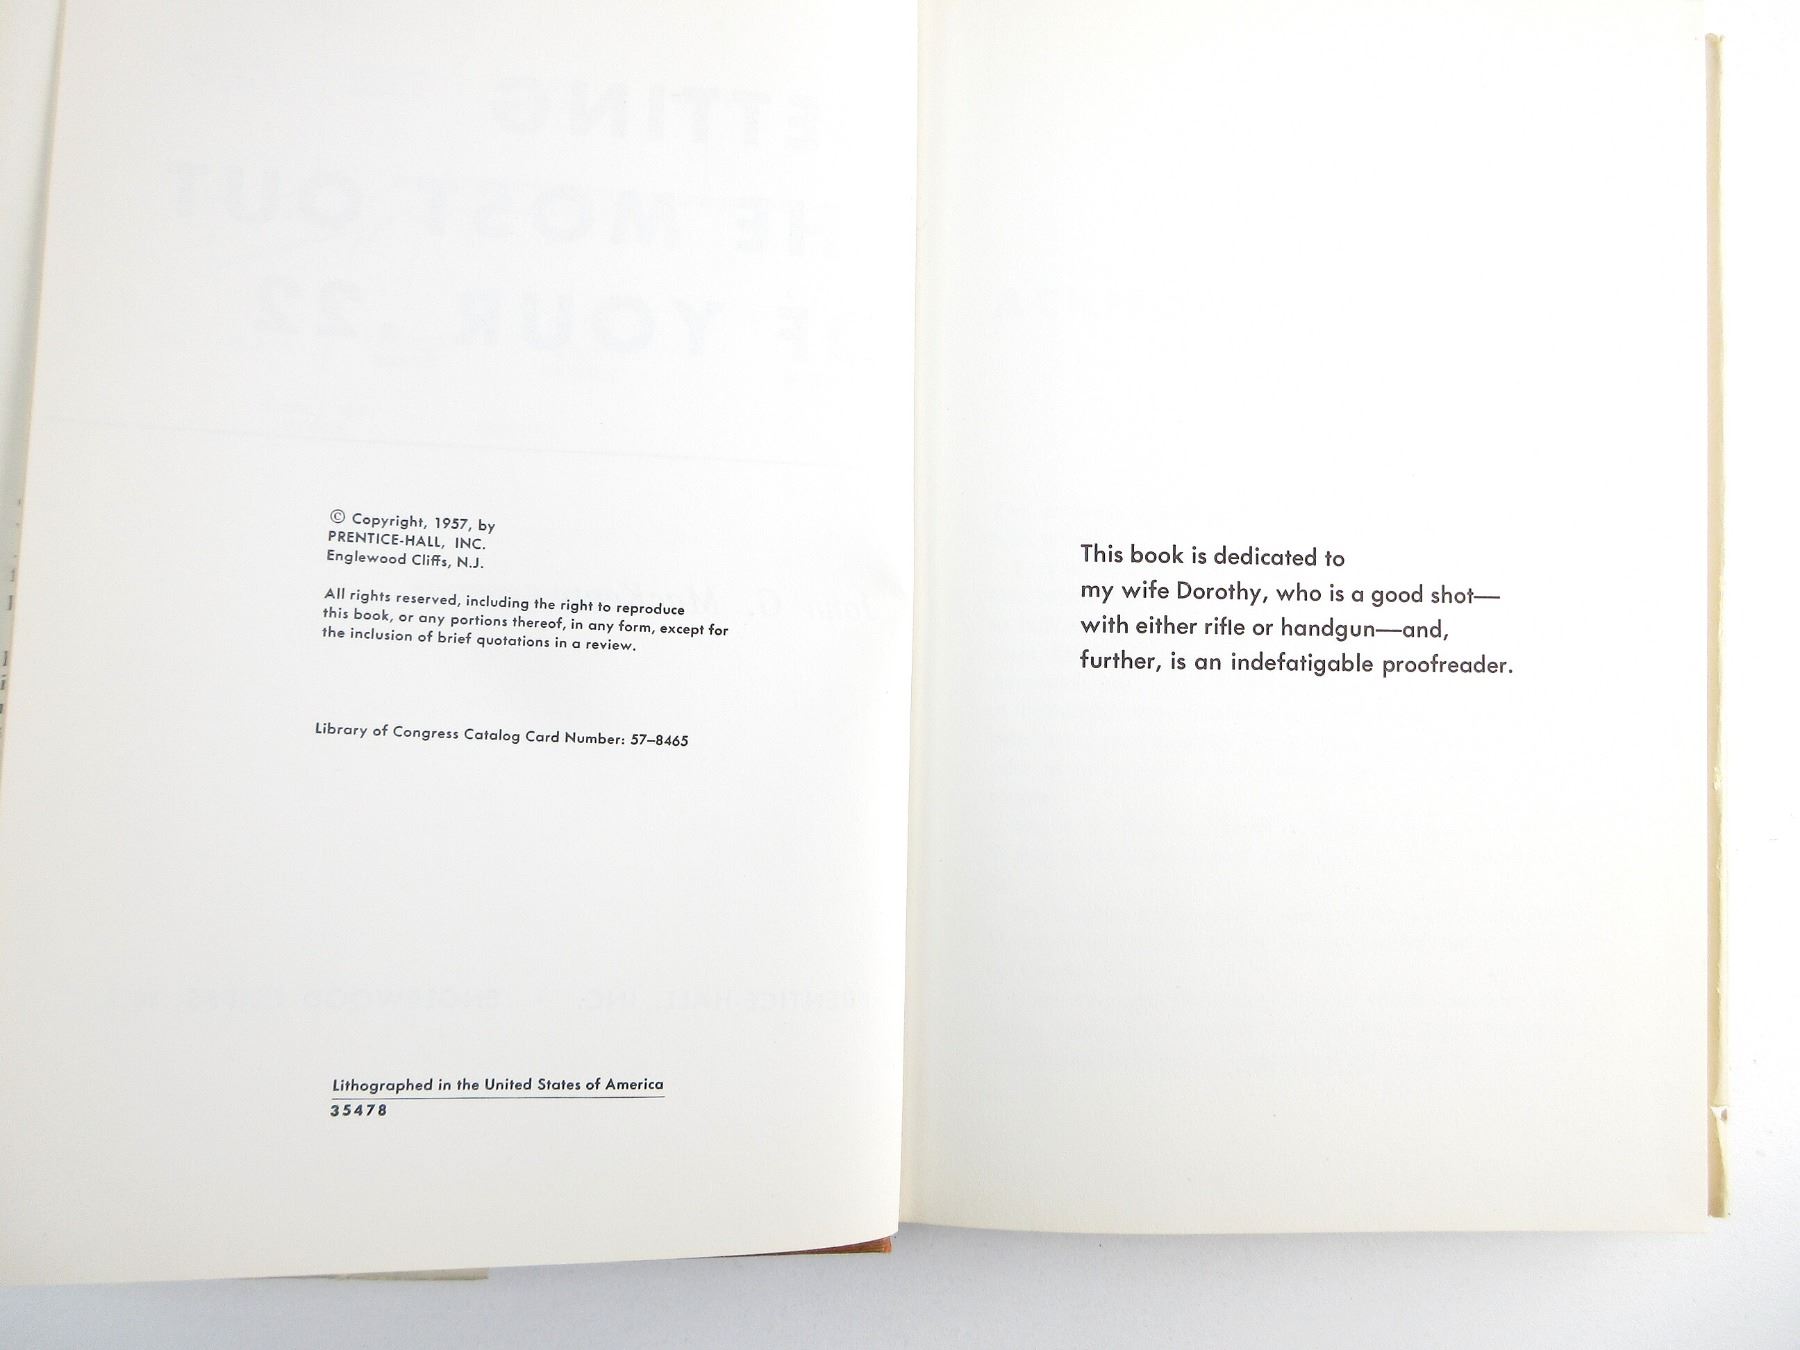 © Copyright, 1957, by
PRENTICE-HALL, INC.
Englewood Cliffs, N.J.
All rights reserved, including the right to reproduce
this book, or any portions thereof, in any form, except for
the inclusion of brief quotations in a review.
Library of Congress Catalog Card Number: 57–8465
Lithographed in the United States of America
35478
This book is dedicated to
my wife Dorothy, who is a good shot—
with either rifle or handgun—and,
further, is an indefatigable proofreader.